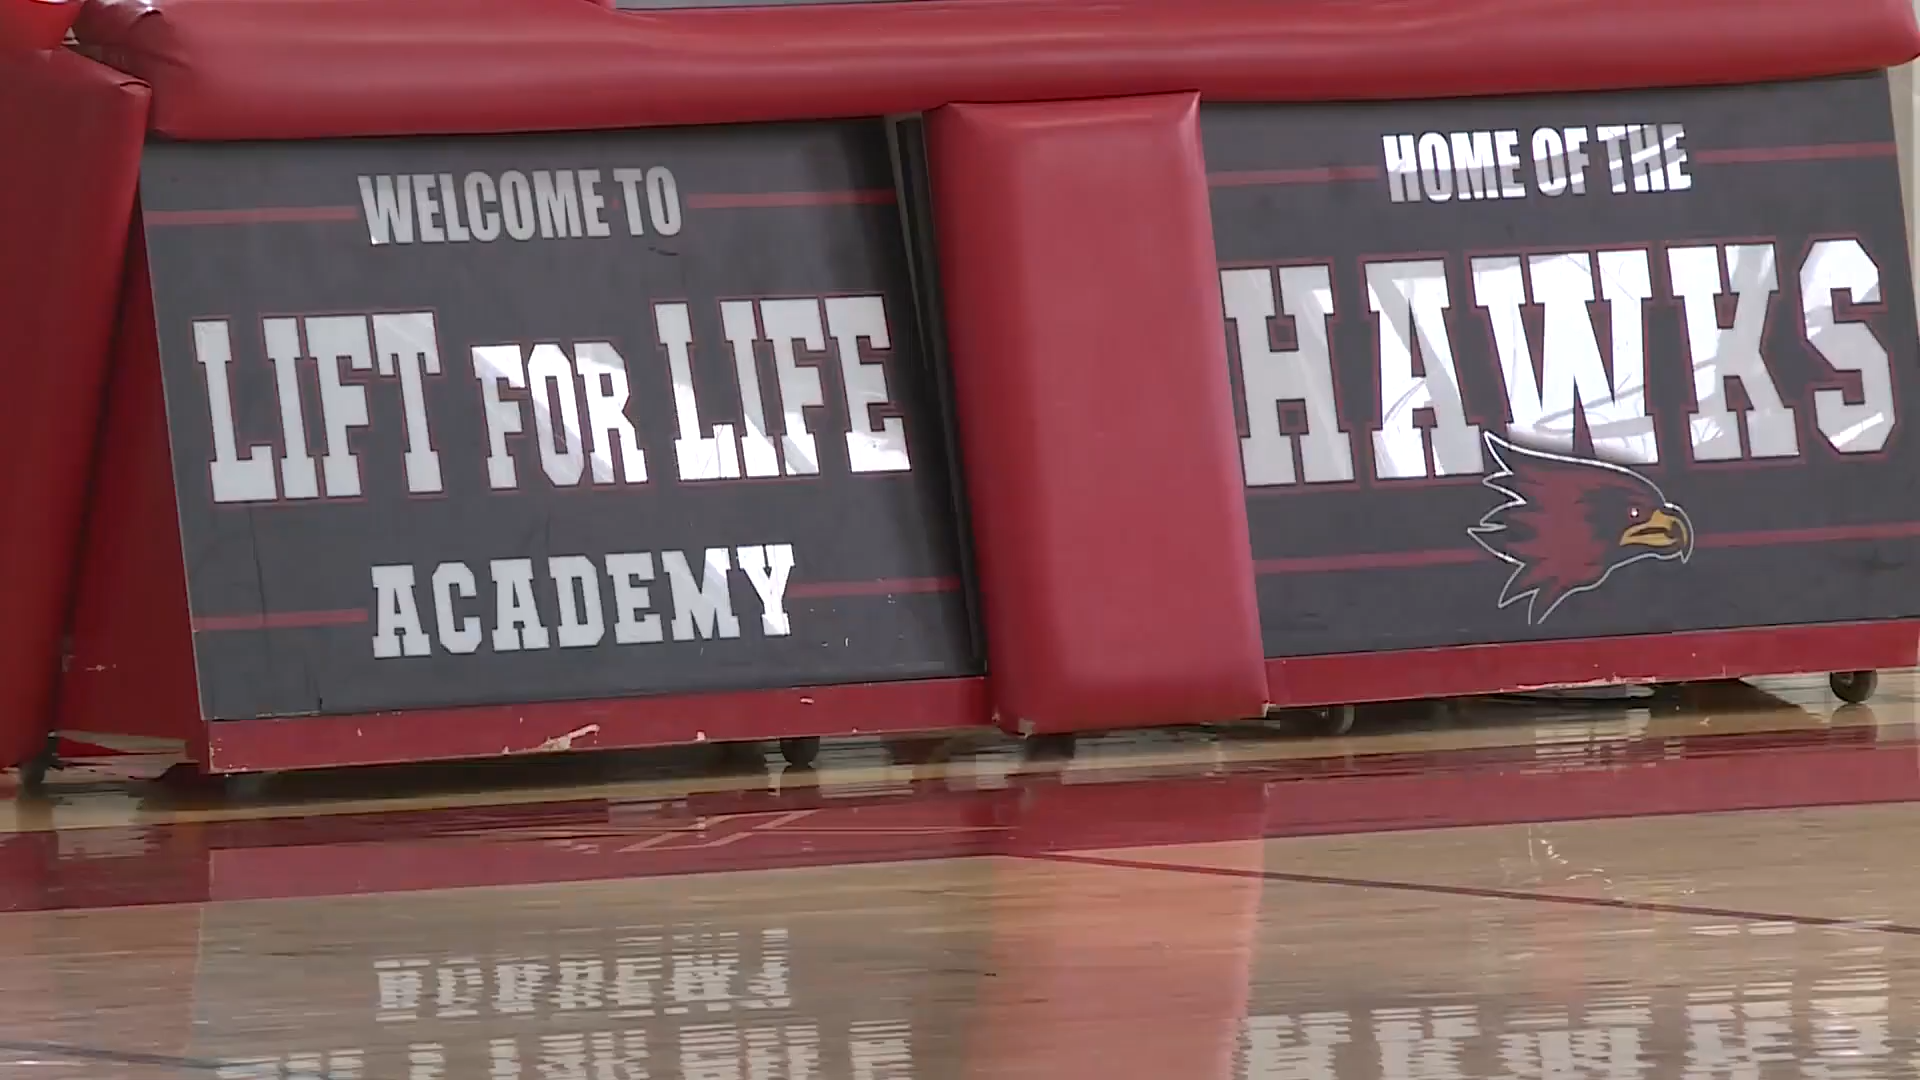 WELCOME TO
LIFT FOR LIFE
ACADEMY
HOME OF THE
HAWKS